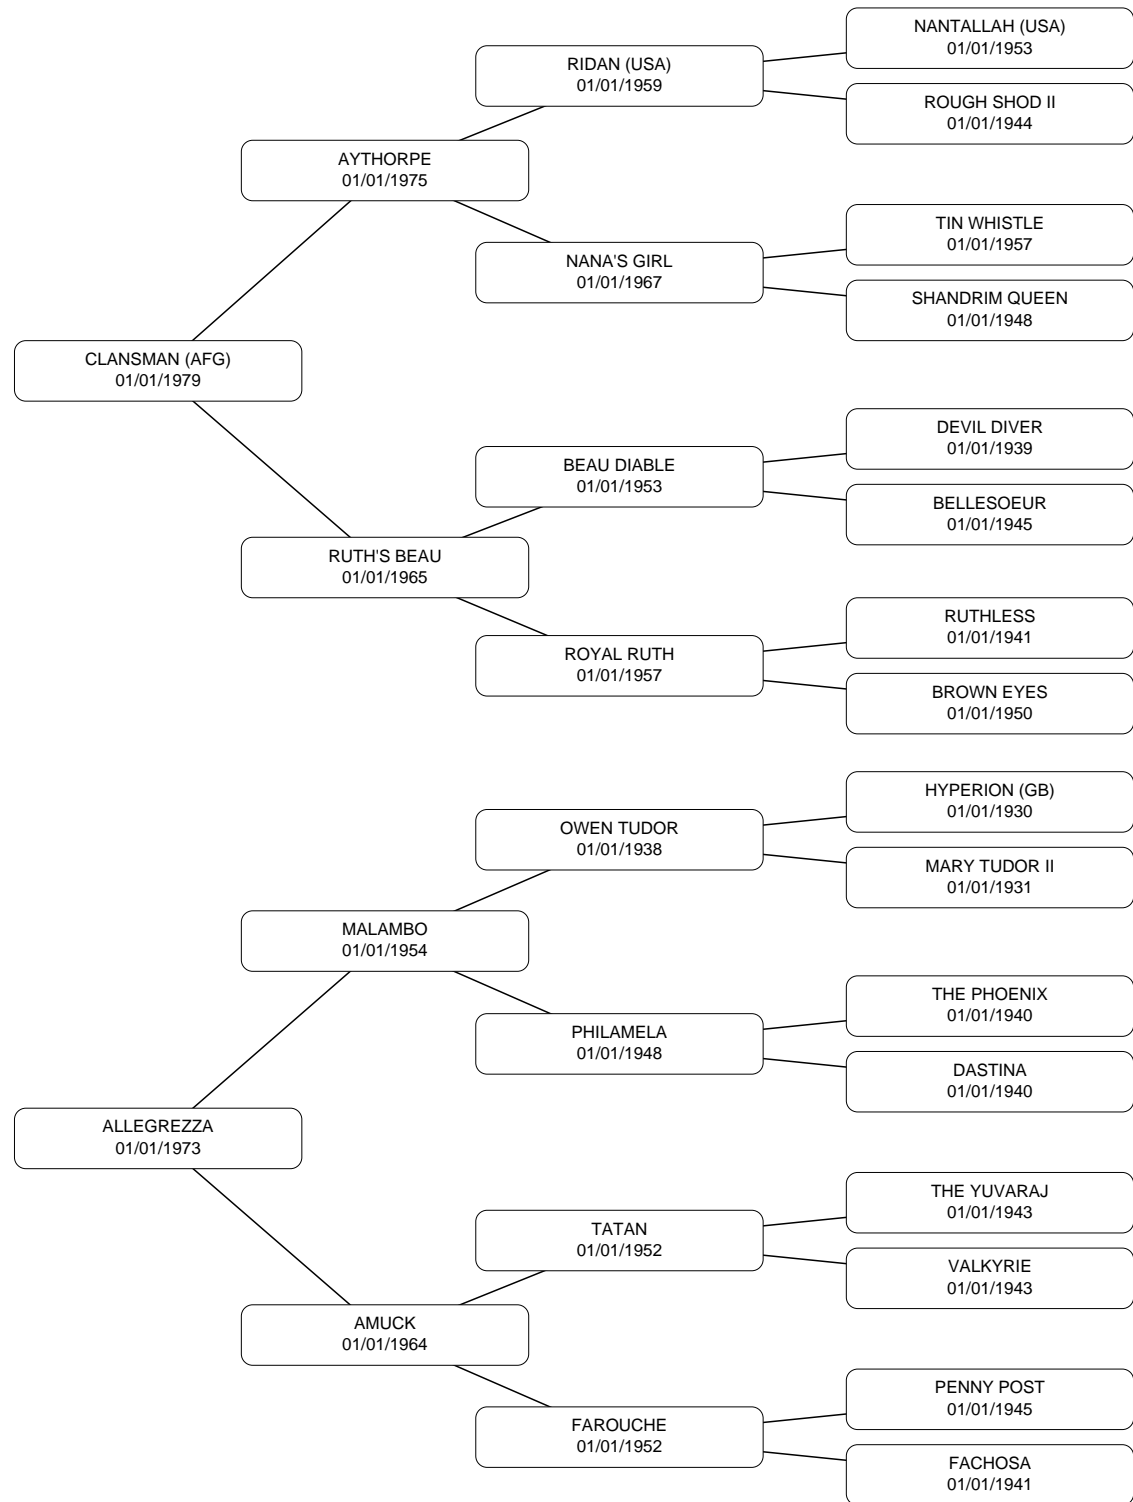 NANTALLAH (USA)
01/01/1953
RIDAN (USA)
01/01/1959
ROUGH SHOD II
01/01/1944
AYTHORPE
01/01/1975
TIN WHISTLE
01/01/1957
NANA'S GIRL
01/01/1967
SHANDRIM QUEEN
01/01/1948
CLANSMAN (AFG)
01/01/1979
DEVIL DIVER
01/01/1939
BEAU DIABLE
01/01/1953
BELLESOEUR
01/01/1945
RUTH'S BEAU
01/01/1965
RUTHLESS
01/01/1941
ROYAL RUTH
01/01/1957
BROWN EYES
01/01/1950
HYPERION (GB)
01/01/1930
OWEN TUDOR
01/01/1938
MARY TUDOR II
01/01/1931
MALAMBO
01/01/1954
THE PHOENIX
01/01/1940
PHILAMELA
01/01/1948
DASTINA
01/01/1940
ALLEGREZZA
01/01/1973
THE YUVARAJ
01/01/1943
TATAN
01/01/1952
VALKYRIE
01/01/1943
AMUCK
01/01/1964
PENNY POST
01/01/1945
FAROUCHE
01/01/1952
FACHOSA
01/01/1941